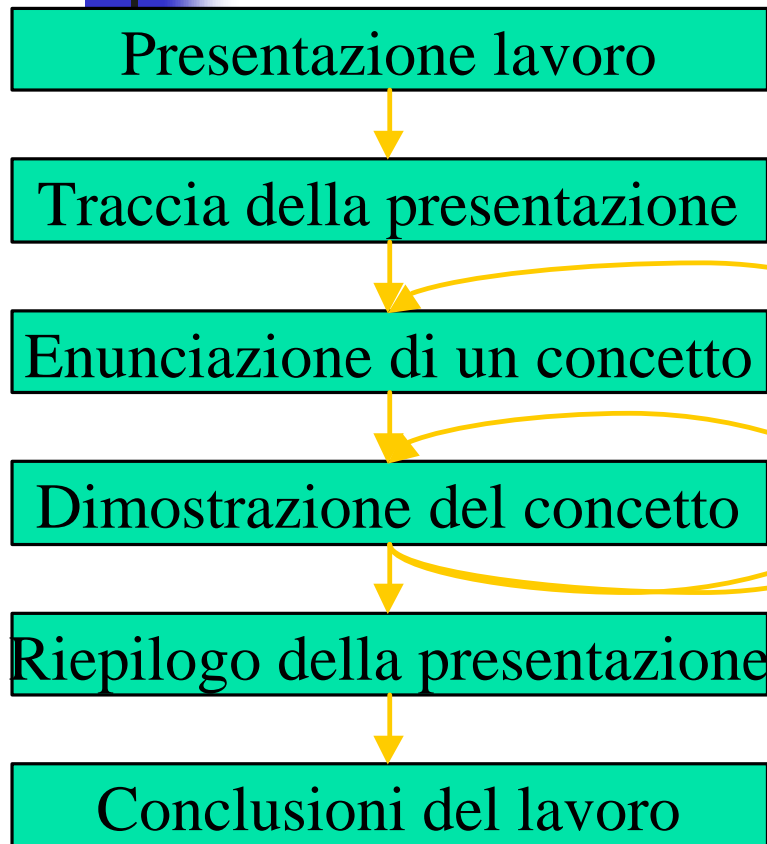 Presentazione lavoro
Traccia della presentazione
Enunciazione di un concetto
Dimostrazione del concetto
Riepilogo della presentazione
Conclusioni del lavoro